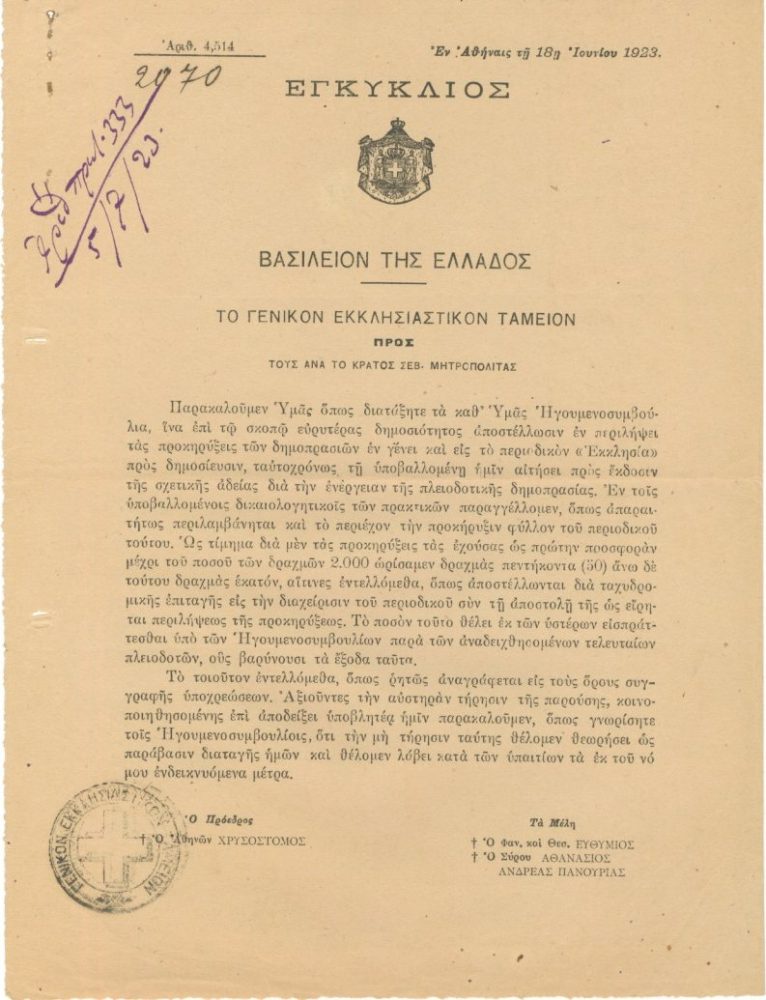 Ἀριθ. 4,514
Ἐν Ἀθήναις τῇ 18ῃ Ἰουνίου 1923.
2970
Ἐγκύκλιος
Ἀριθ. πρωτ. 333
5/7/23.
ΕΓΚΥΚΛΙΟΣ
ΒΑΣΙΛΕΙΟΝ ΤΗΣ ΕΛΛΑΔΟΣ
ΤΟ ΓΕΝΙΚΟΝ ΕΚΚΛΗΣΙΑΣΤΙΚΟΝ ΤΑΜΕΙΟΝ
ΠΡΟΣ
ΤΟΥΣ ΑΝΑ ΤΟ ΚΡΑΤΟΣ ΣΕΒ. ΜΗΤΡΟΠΟΛΙΤΑΣ
Παρακαλοῦμεν Ὑμᾶς ὅπως διατάξητε τὰ καθ' Ὑμᾶς Ἡγουμενοσυμβού-
λια, ἵνα ἐπὶ τῷ σκοπῷ εὐρυτέρας δημοσιότητος ἀποστέλλωσιν ἐν περιλήψει
τὰς προκηρύξεις τῶν δημοπρασιῶν ἐν γένει καὶ εἰς τὸ περιοδικὸν «Ἐκκλησία»
πρὸς δημοσίευσιν, ταὐτοχρόνως τῇ ὑποβαλλομένῃ ἡμῖν αἰτήσει πρὸς ἔκδοσιν
τῆς σχετικῆς ἀδείας διὰ τὴν ἐνέργειαν τῆς πλειοδοτικῆς δημοπρασίας. Ἐν τοῖς
ὑποβαλλομένοις δικαιολογητικοῖς τῶν πρακτικῶν παραγγέλλομεν, ὅπως ἀπαραι-
τήτως περιλαμβάνηται καὶ τὸ περιέχον τὴν προκήρυξιν φύλλον τοῦ περιοδικοῦ
τούτου. Ὡς τίμημα διὰ μὲν τὰς προκηρύξεις τὰς ἐχούσας ὡς πρώτην προσφορὰν
μέχρι τοῦ ποσοῦ τῶν δραχμῶν 2.000 ὡρίσαμεν δραχμὰς πεντήκοντα (50) ἄνω δὲ
τούτου δραχμὰς ἑκατόν, αἵτινες ἐντελλόμεθα, ὅπως ἀποστέλλωνται διὰ ταχυδρο-
μικῆς ἐπιταγῆς εἰς τὴν διαχείρισιν τοῦ περιοδικοῦ σὺν τῇ ἀποστολῇ τῆς ὡς εἴρη-
ται περιλήψεως τῆς προκηρύξεως. Τὸ ποσὸν τοῦτο θέλει ἐκ τῶν ὑστέρων εἰσπράτ-
τεσθαι ὑπὸ τῶν Ἡγουμενοσυμβουλίων παρὰ τῶν ἀναδειχθησομένων τελευταίων
πλειοδοτῶν, οὓς βαρύνουσι τὰ ἔξοδα ταῦτα.
Τὸ τοιοῦτον ἐντελλόμεθα, ὅπως ῥητῶς ἀναγράφεται εἰς τοὺς ὅρους συγ-
γραφῆς ὑποχρεώσεων. Ἀξιοῦντες τὴν αὐστηρὰν τήρησιν τῆς παρούσης, κοινο-
ποιηθησομένης ἐπὶ ἀποδείξει ὑποβλητέᾳ ἡμῖν παρακαλοῦμεν, ὅπως γνωρίσητε
τοῖς Ἡγουμενοσυμβουλίοις, ὅτι τὴν μὴ τήρησιν ταύτης θέλομεν θεωρήσει ὡς
παράβασιν διαταγῆς ἡμῶν καὶ θέλομεν λάβει κατὰ τῶν ὑπαιτίων τὰ ἐκ τοῦ νό
μου ἐνδεικνυόμενα μέτρα.
Ὁ Πρόεδρος
† Ὁ Ἀθηνῶν ΧΡΥΣΟΣΤΟΜΟΣ
Τὰ Μέλη
† Ὁ Φαν. καὶ Θεσ. ΕΥΘΥΜΙΟΣ
† Ὁ Σύρου ΑΘΑΝΑΣΙΟΣ
ΑΝΔΡΕΑΣ ΠΑΝΟΥΡΙΑΣ
ΓΕΝΙΚΟΝ ΕΚΚΛΗΣΙΑΣΤΙΚΟΝ ΤΑΜΕΙΟΝ